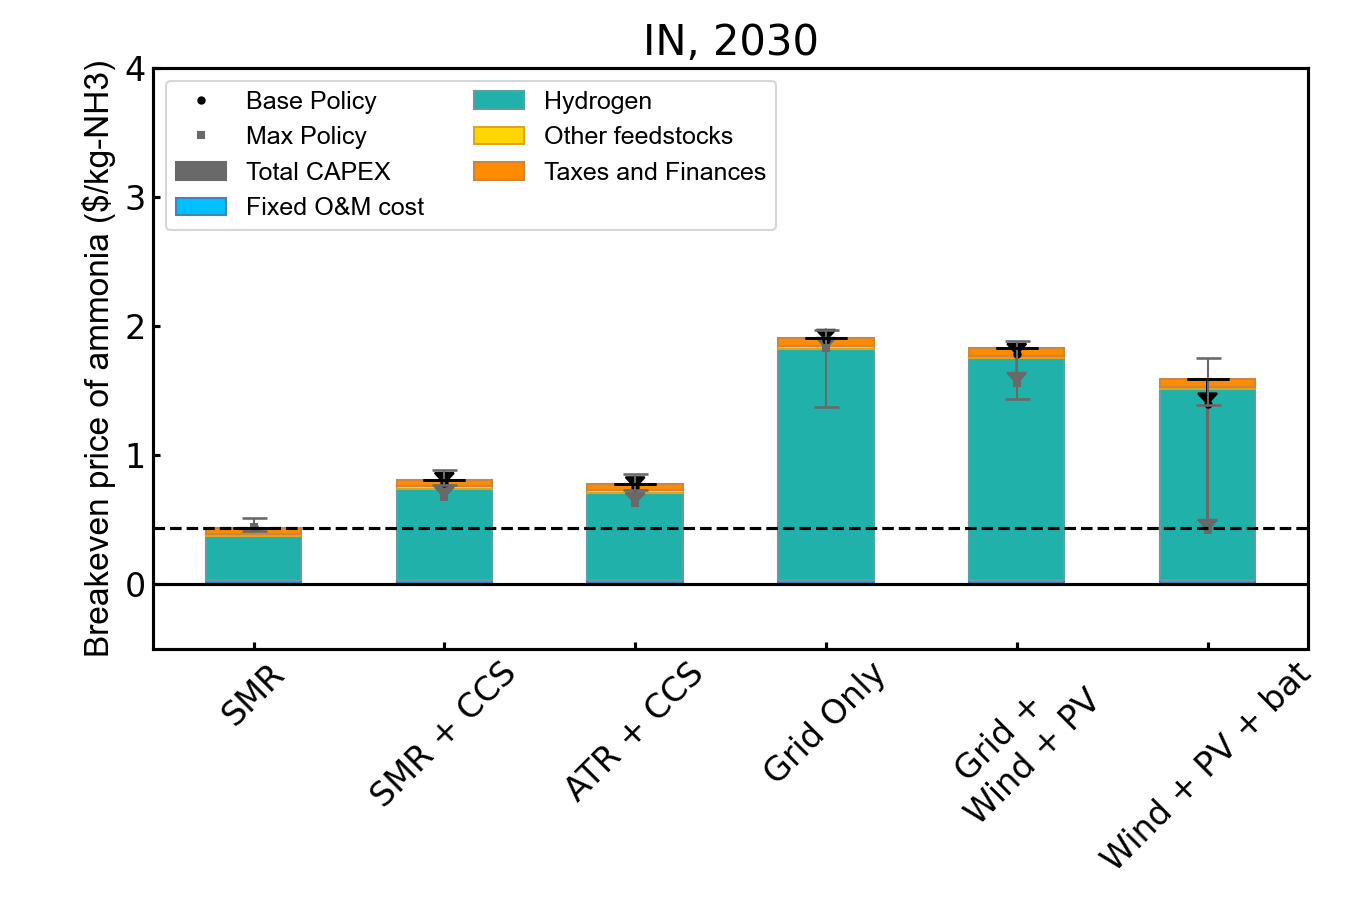 IN, 2030
Breakeven price of ammonia ($/kg-NH3)
4
3
2
1
0
Base Policy
Max Policy
Total CAPEX
Fixed O&M cost
Hydrogen
Other feedstocks
Taxes and Finances
SMR
SMR + CCS
ATR + CCS
Grid Only
Grid +
Wind + PV
Wind + PV + bat